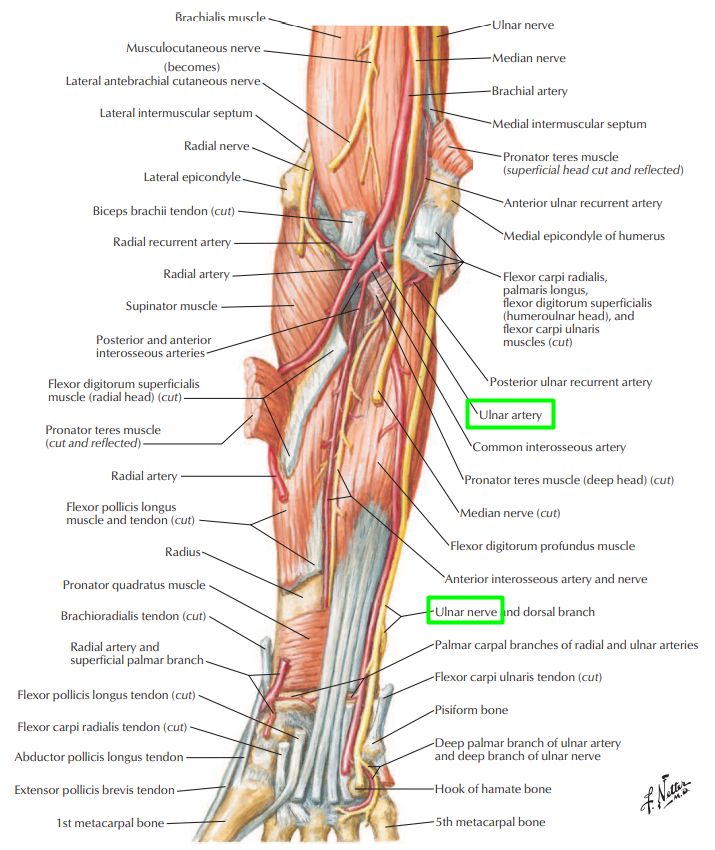 Brachialis muscle
Musculocutaneous nerve
(becomes)
Lateral antebrachial cutaneous nerve
Lateral intermuscular septum
Radial nerve
Lateral epicondyle
Biceps brachii tendon (cut)
Radial recurrent artery
Radial artery
Supinator muscle
Posterior and anterior
interosseous arteries
Flexor digitorum superficialis
muscle (radial head) (cut)
Pronator teres muscle
(cut and reflected)
Radial artery
Flexor pollicis longus
muscle and tendon (cut)
Radius
Pronator quadratus muscle
Brachioradialis tendon (cut)
Radial artery and
superficial palmar branch
Flexor pollicis longus tendon (cut)
Flexor carpi radialis tendon (cut)
Abductor pollicis longus tendon
Extensor pollicis brevis tendon
1st metacarpal bone
Ulnar nerve
Median nerve
Brachial artery
Medial intermuscular septum
Pronator teres muscle
(superficial head cut and reflected)
Anterior ulnar recurrent artery
Medial epicondyle of humerus
Flexor carpi radialis,
palmaris longus,
flexor digitorum superficialis
(humeroulnar head), and
flexor carpi ulnaris
muscles (cut)
Posterior ulnar recurrent artery
Ulnar artery
Common interosseous artery
Pronator teres muscle (deep head) (cut)
Median nerve (cut)
Flexor digitorum profundus muscle
Anterior interosseous artery and nerve
Ulnar nerve and dorsal branch
Palmar carpal branches of radial and ulnar arteries
Flexor carpi ulnaris tendon (cut)
Pisiform bone
Deep palmar branch of ulnar artery
and deep branch of ulnar nerve
Hook of hamate bone
5th metacarpal bone
F. Netter
M.D.